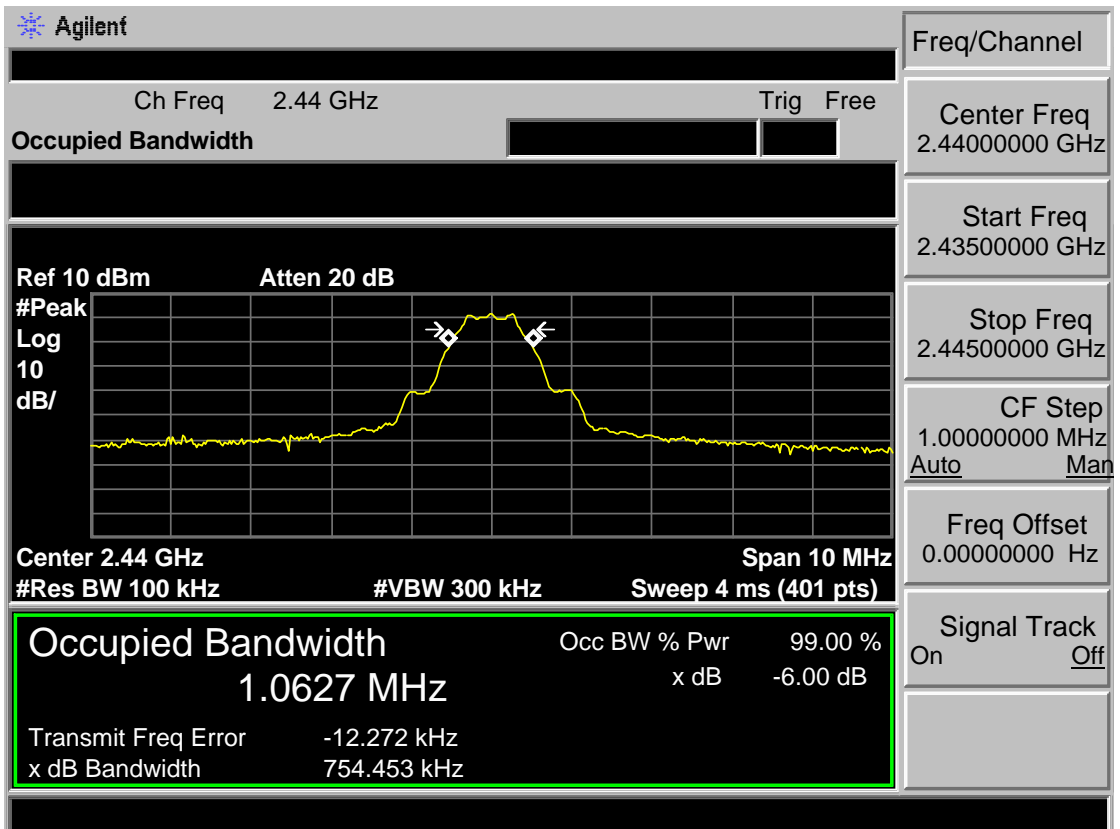 Agilent
Ch Freq 2.44 GHz Trig Free
Occupied Bandwidth
Ref 10 dBm Atten 20 dB
#Peak
Log
10
dB/
Center 2.44 GHz Span 10 MHz
#Res BW 100 kHz #VBW 300 kHz Sweep 4 ms (401 pts)
Occupied Bandwidth Occ BW % Pwr 99.00 %
1.0627 MHz x dB -6.00 dB
Transmit Freq Error -12.272 kHz
x dB Bandwidth 754.453 kHz
Freq/Channel
Center Freq
2.44000000 GHz
Start Freq
2.43500000 GHz
Stop Freq
2.44500000 GHz
CF Step
1.00000000 MHz
Auto Man
Freq Offset
0.00000000 Hz
Signal Track
On Off